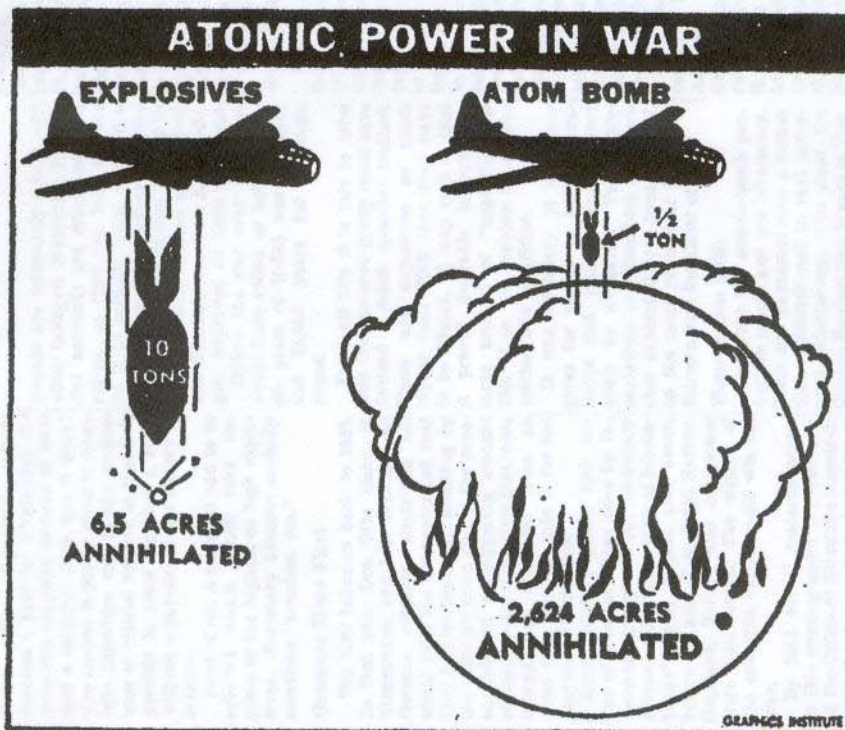 ATOMIC POWER IN WAR
EXPLOSIVES
10
TONS
6.5 ACRES
ANNIHILATED
ATOM BOMB
1/2
TON
2,624 ACRES
ANNIHILATED
GRAPHICS INSTITUTE